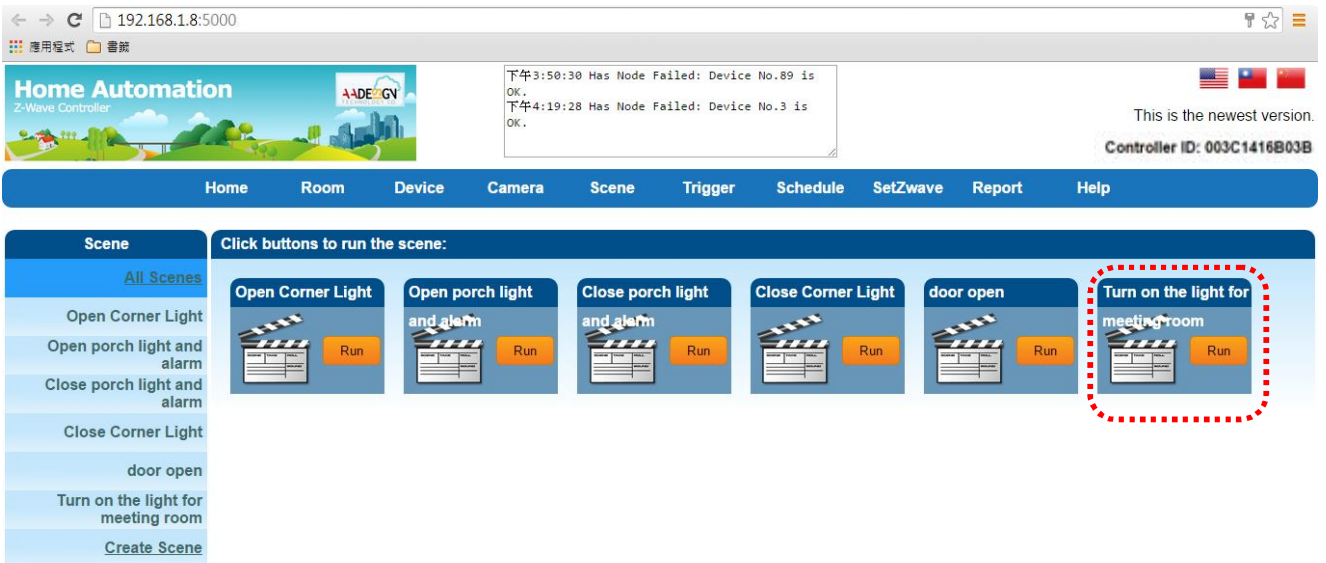 192.168.1.8:5000
應用程式 書籤
Home Automation
Z-Wave Controller
AADEGGV
TECHNOLOGY CO.
下午3:50:30 Has Node Failed: Device No.89 is
OK.
下午4:19:28 Has Node Failed: Device No.3 is
OK.
This is the newest version.
Controller ID: 003C1416B03B
Home Room Device Camera Scene Trigger Schedule SetZwave Report Help
Scene
All Scenes
Open Corner Light
Open porch light and
alarm
Close porch light and
alarm
Close Corner Light
door open
Turn on the light for
meeting room
Create Scene
Click buttons to run the scene:
Open Corner Light
Run
Open porch light
and alarm
Run
Close porch light
and alarm
Run
Close Corner Light
Run
door open
Run
Turn on the light for
meeting room
Run